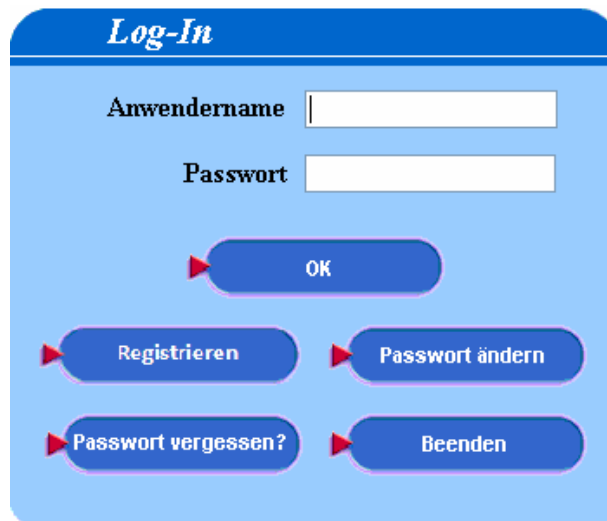 Log-In
Anwendername
Passwort
OK
Registrieren
Passwort ändern
Passwort vergessen?
Beenden